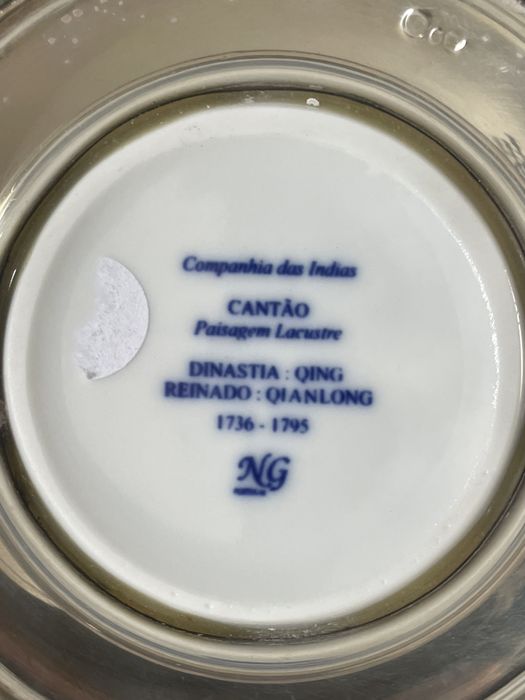 Companhia das Indias
CANTÃO
Paisagem Lacustre
DINASTIA : QING
REINADO : QIANLONG
1736 - 1795
NG